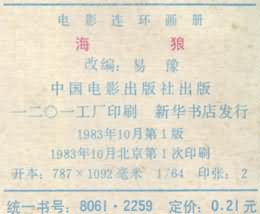 电影连环画册
海狼
改编：易豫
中国电影出版社出版
一二〇一工厂印刷 新华书店发行
1983年10月第1版
1983年10月北京第1次印刷
开本：787×1092毫米 1/64 印张：2
统一书号：8061·2259 定价：0.21元